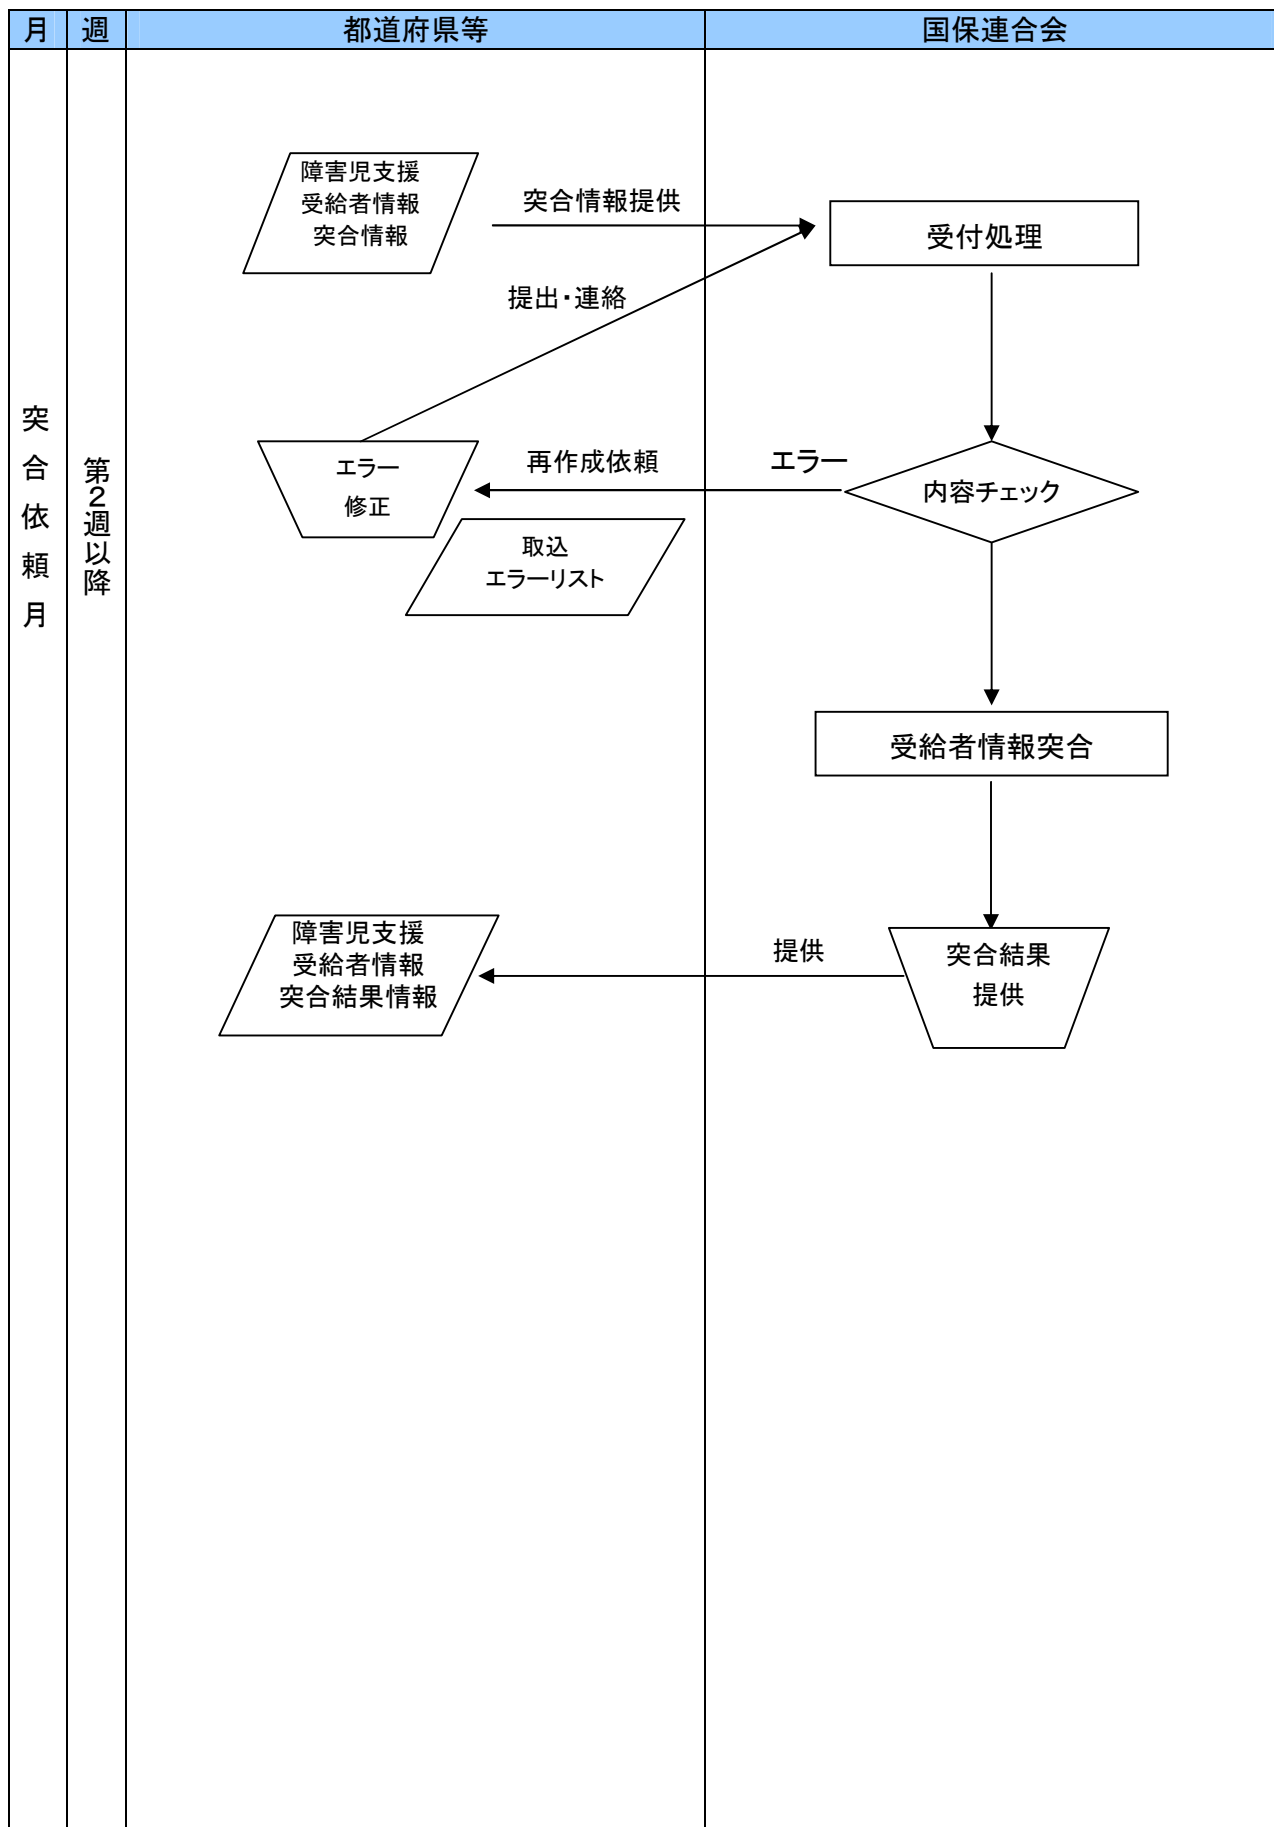 月 週 都道府県等 国保連合会
障害児支援
受給者情報
突合情報
突合情報提供
受付処理
提出・連絡
突合依頼月
第2週以降
エラー
修正
再作成依頼
エラー
内容チェック
取込
エラーリスト
受給者情報突合
障害児支援
受給者情報
突合結果情報
提供
突合結果
提供